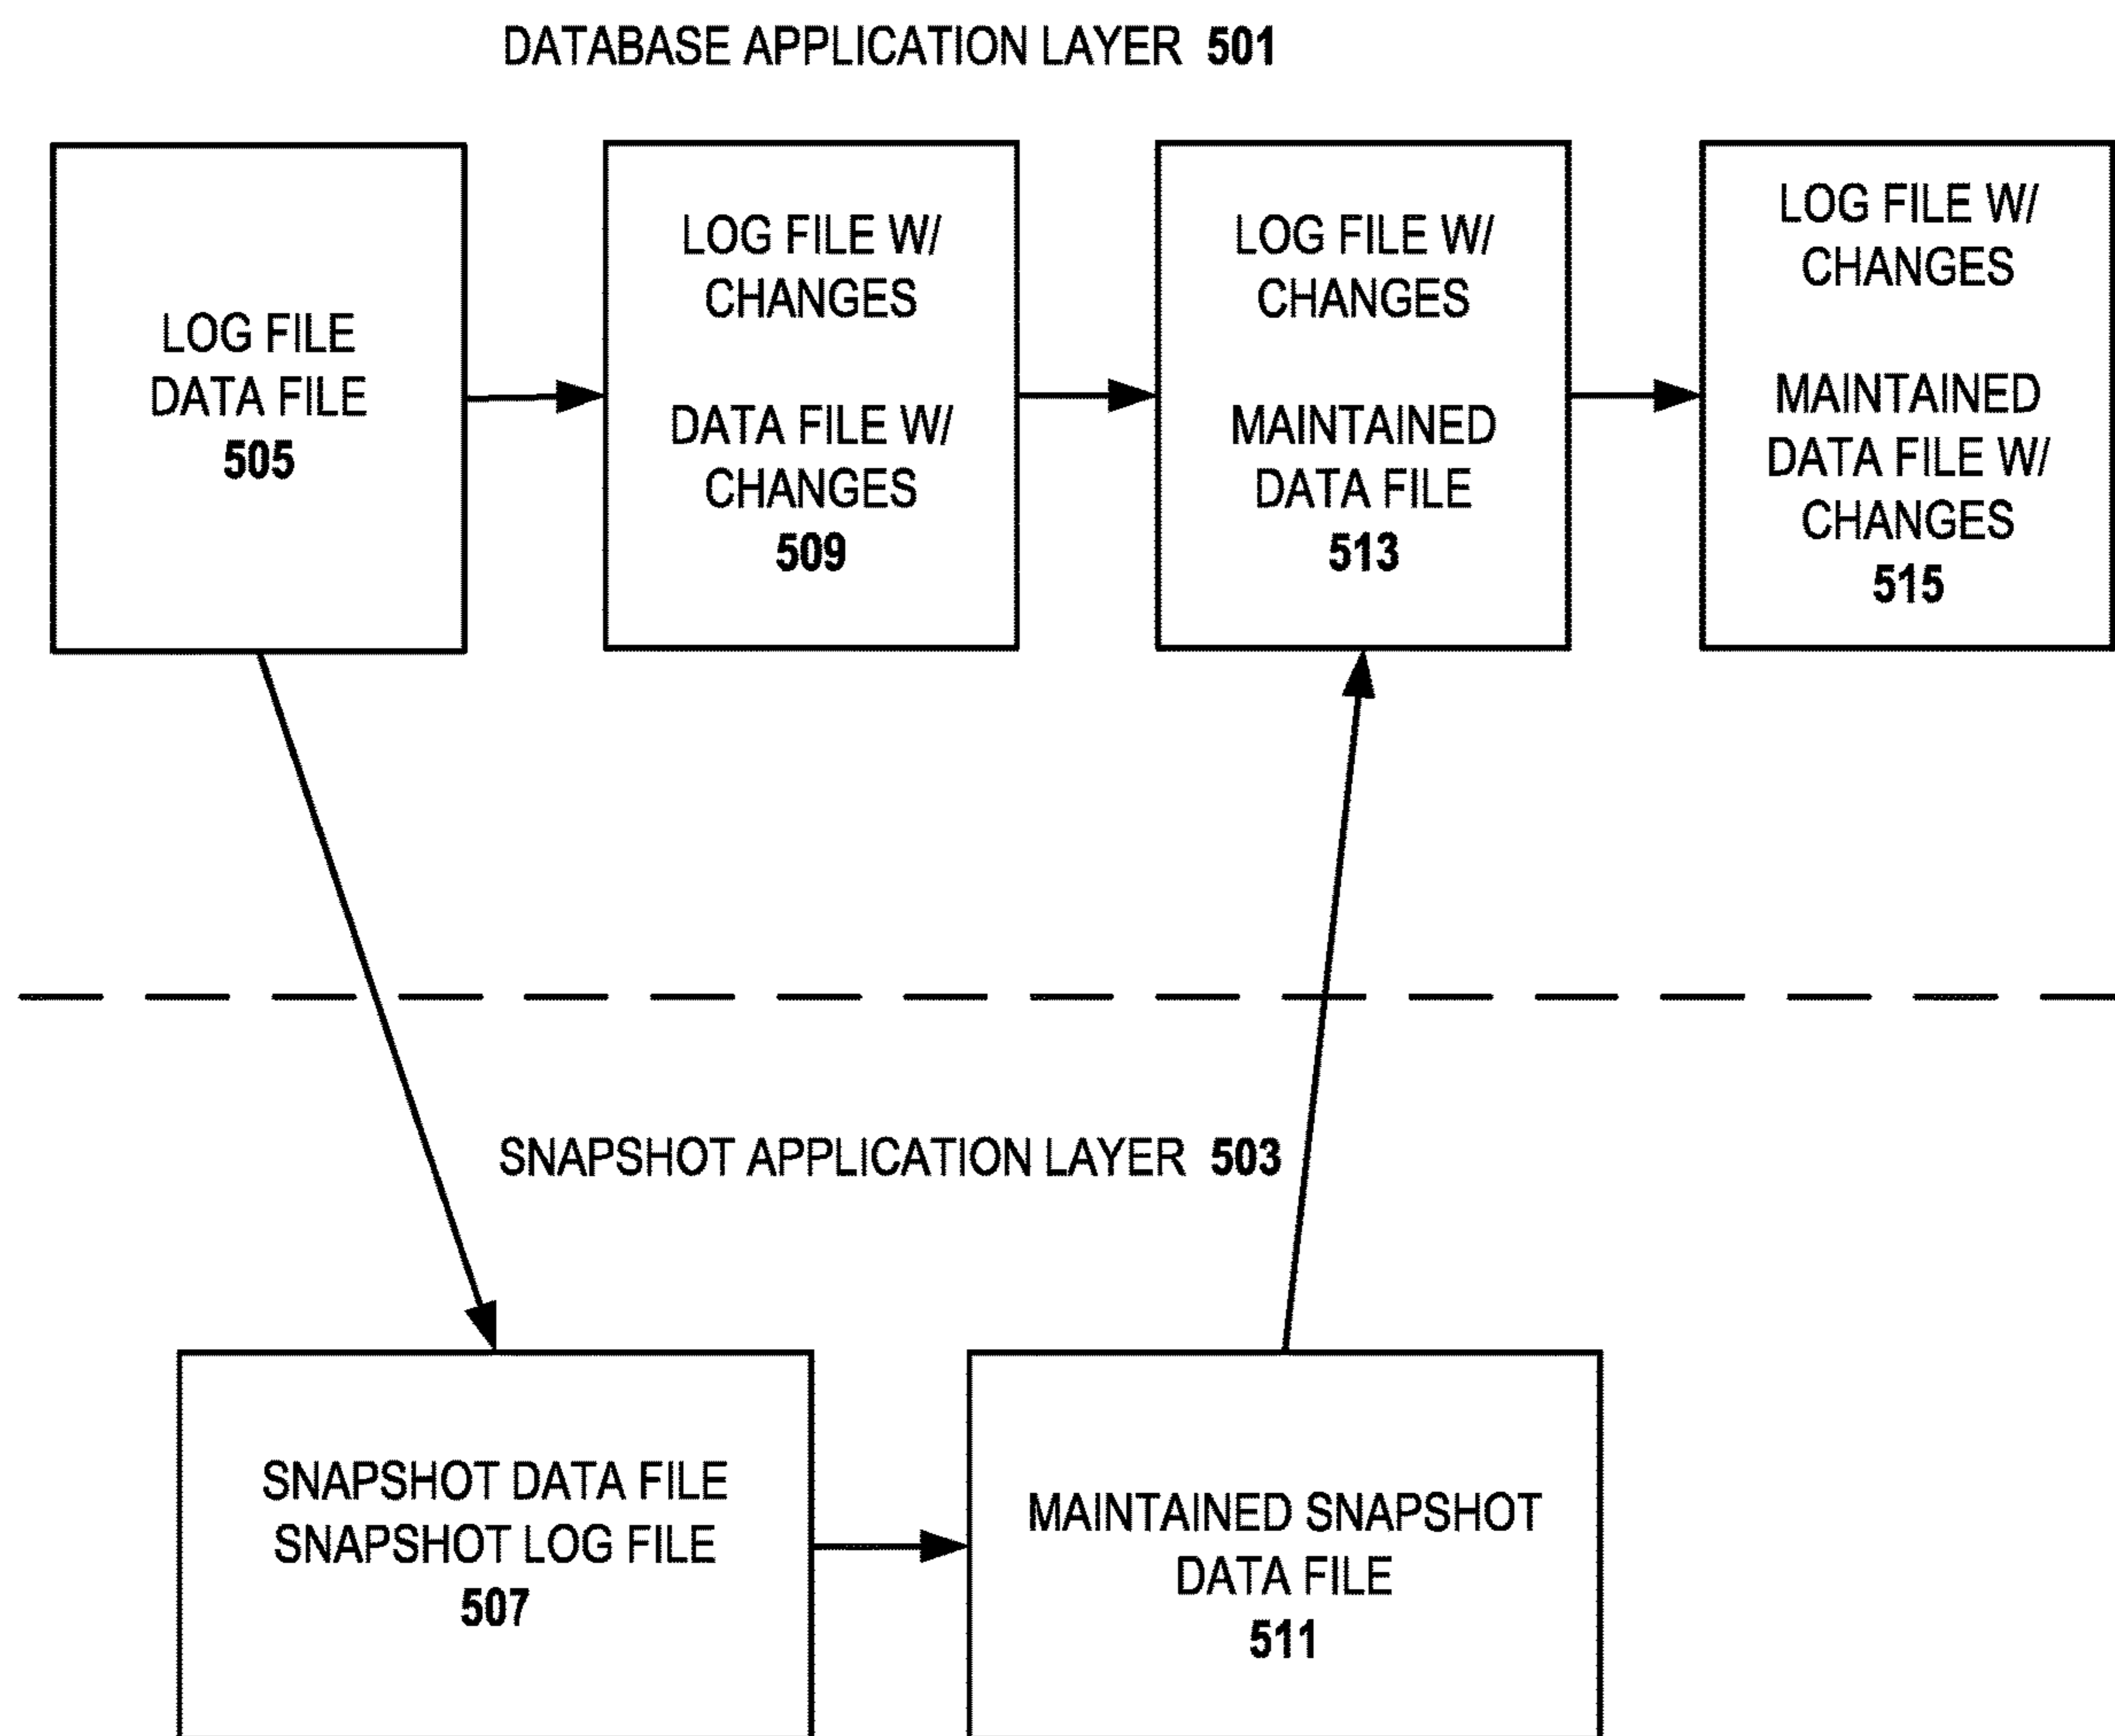 DATABASE APPLICATION LAYER 501
LOG FILE
DATA FILE
505
LOG FILE W/
CHANGES
DATA FILE W/
CHANGES
509
LOG FILE W/
CHANGES
MAINTAINED
DATA FILE
513
LOG FILE W/
CHANGES
MAINTAINED
DATA FILE W/
CHANGES
515
SNAPSHOT APPLICATION LAYER 503
SNAPSHOT DATA FILE
SNAPSHOT LOG FILE
507
MAINTAINED SNAPSHOT
DATA FILE
511